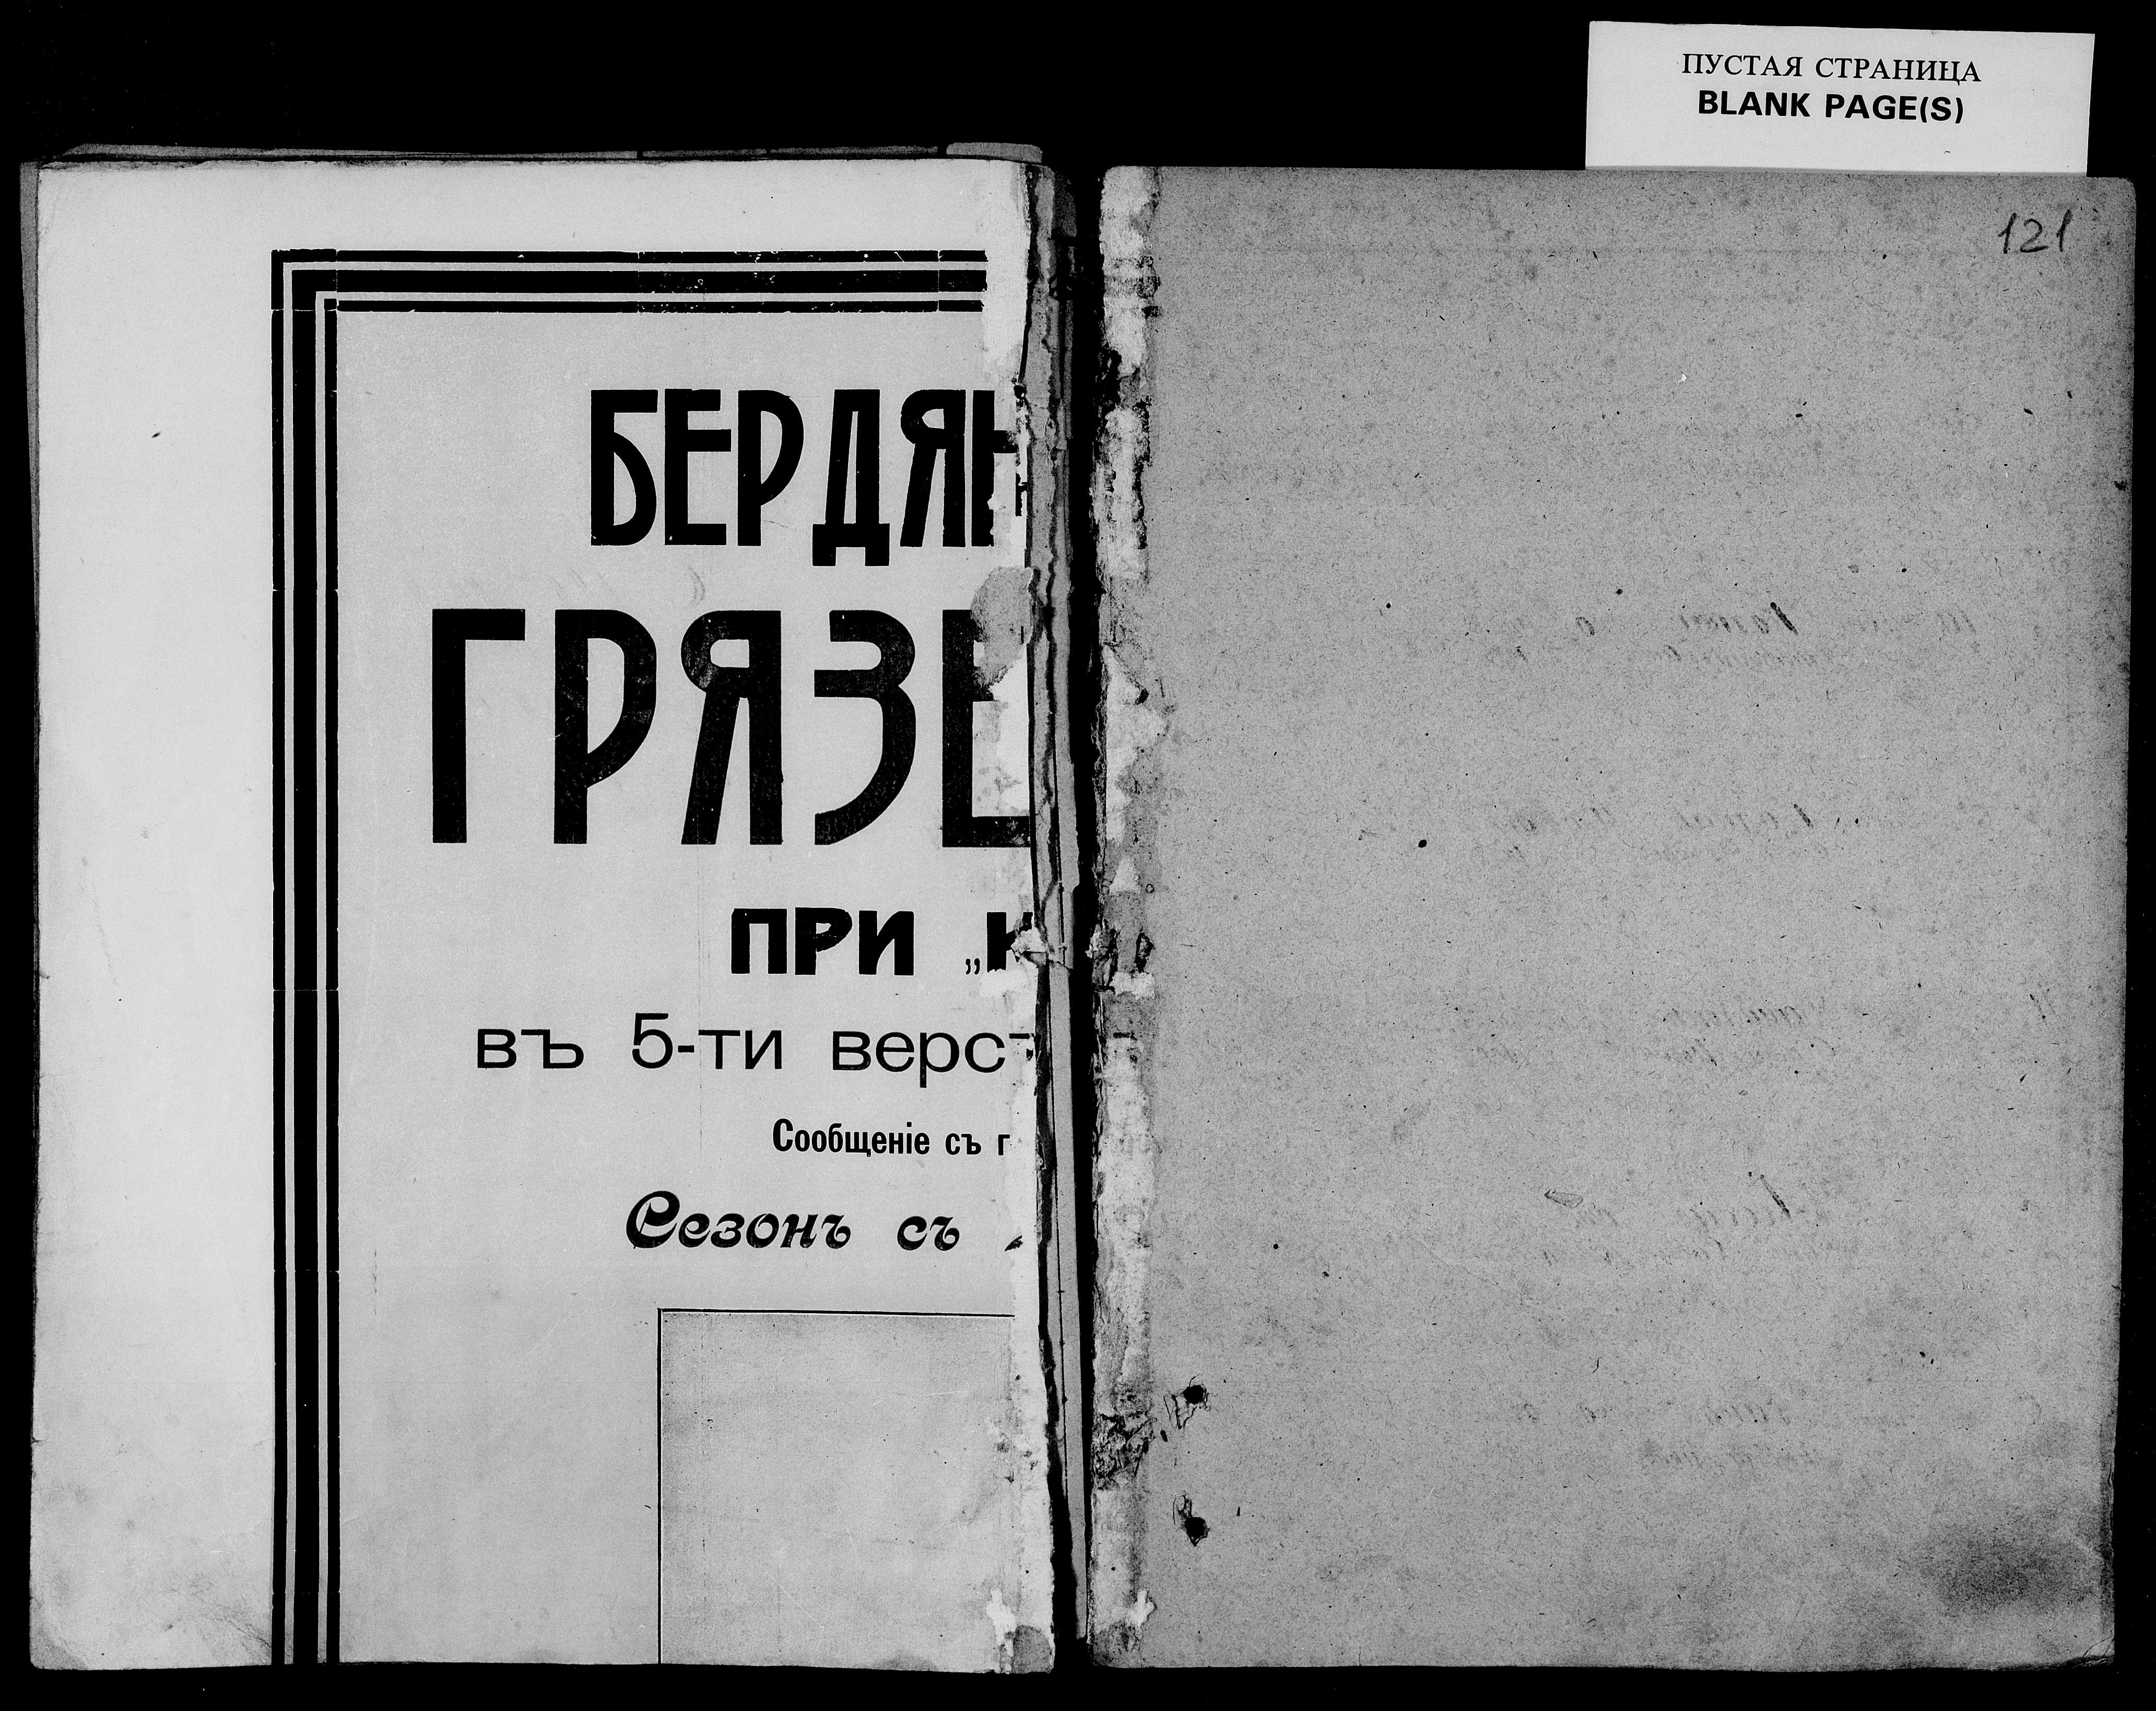 ПУСТАЯ СТРАНИЦА
BLANK PAGE(S)
121
БЕРДЯН
ГРЯЗЕ
ПРИ „К
въ 5-ти верст
Сообщеніе съ г
Сезонъ съ